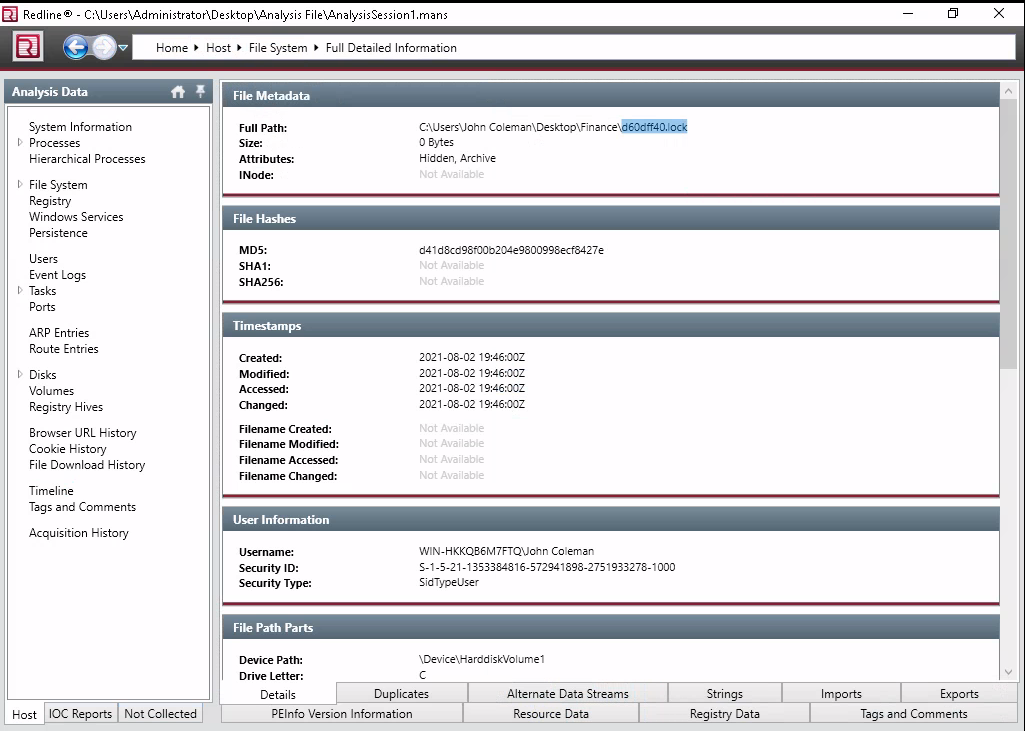 Redline® - C:\Users\Administrator\Desktop\Analysis File\AnalysisSession1.mans
Home Host File System Full Detailed Information
Analysis Data
System Information
Processes
Hierarchical Processes
File System
Registry
Windows Services
Persistence
Users
Event Logs
Tasks
Ports
ARP Entries
Route Entries
Disks
Volumes
Registry Hives
Browser URL History
Cookie History
File Download History
Timeline
Tags and Comments
Acquisition History
Host IOC Reports Not Collected
File Metadata
Full Path: C:\Users\John Coleman\Desktop\Finance\d60dff40.lock
Size: 0 Bytes
Attributes: Hidden, Archive
INode: Not Available
File Hashes
MD5: d41d8cd98f00b204e9800998ecf8427e
SHA1: Not Available
SHA256: Not Available
Timestamps
Created: 2021-08-02 19:46:00Z
Modified: 2021-08-02 19:46:00Z
Accessed: 2021-08-02 19:46:00Z
Changed: 2021-08-02 19:46:00Z
Filename Created: Not Available
Filename Modified: Not Available
Filename Accessed: Not Available
Filename Changed: Not Available
User Information
Username: WIN-HKKQB6M7FTQ\John Coleman
Security ID: S-1-5-21-1353384816-572941898-2751933278-1000
Security Type: SidTypeUser
File Path Parts
Device Path: \Device\HarddiskVolume1
Drive Letter: C
Details Duplicates Alternate Data Streams Strings Imports Exports
PEInfo Version Information Resource Data Registry Data Tags and Comments